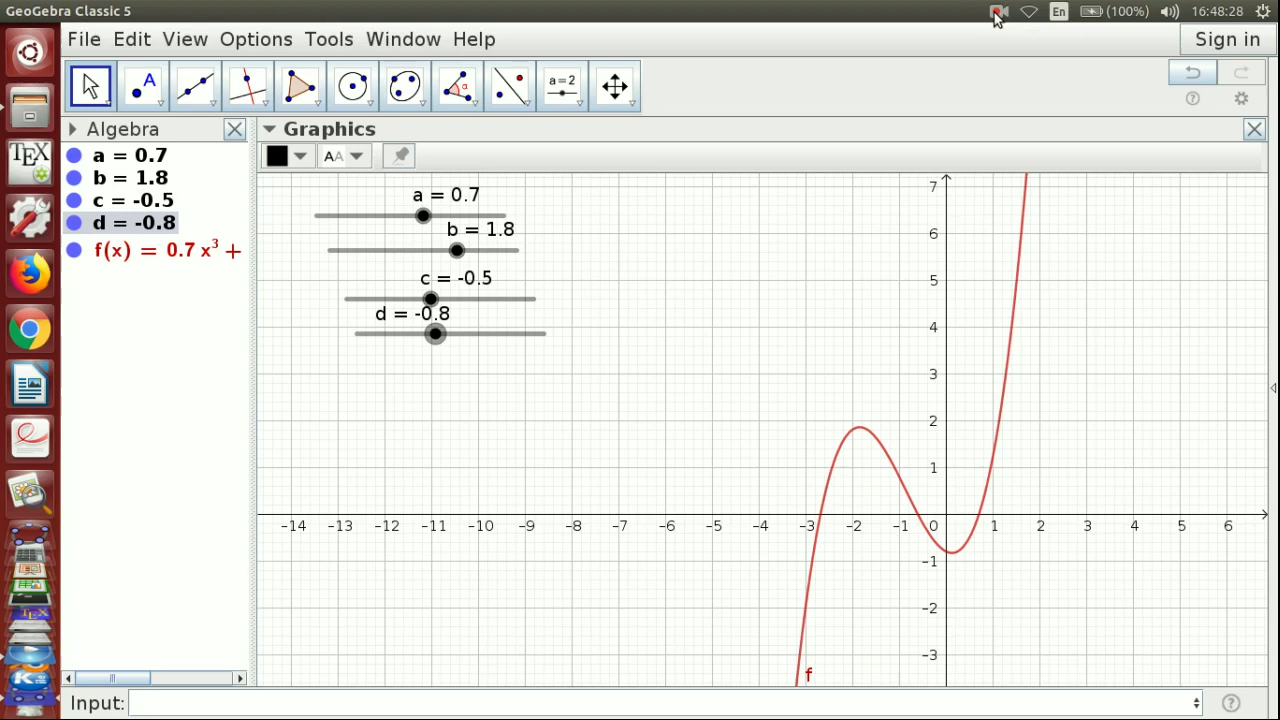 GeoGebra Classic 5
En (100%) 16:48:28
File Edit View Options Tools Window Help
Sign in
A
α
a=2
Algebra
Graphics
AA
a = 0.7
b = 1.8
c = -0.5
d = -0.8
f(x) = 0.7 x³ +
a = 0.7
b = 1.8
c = -0.5
d = -0.8
7
6
5
4
3
2
1
-14 -13 -12 -11 -10 -9 -8 -7 -6 -5 -4 -3 -2 -1 0 1 2 3 4 5 6
-1
-2
-3
f
TEX
Input: